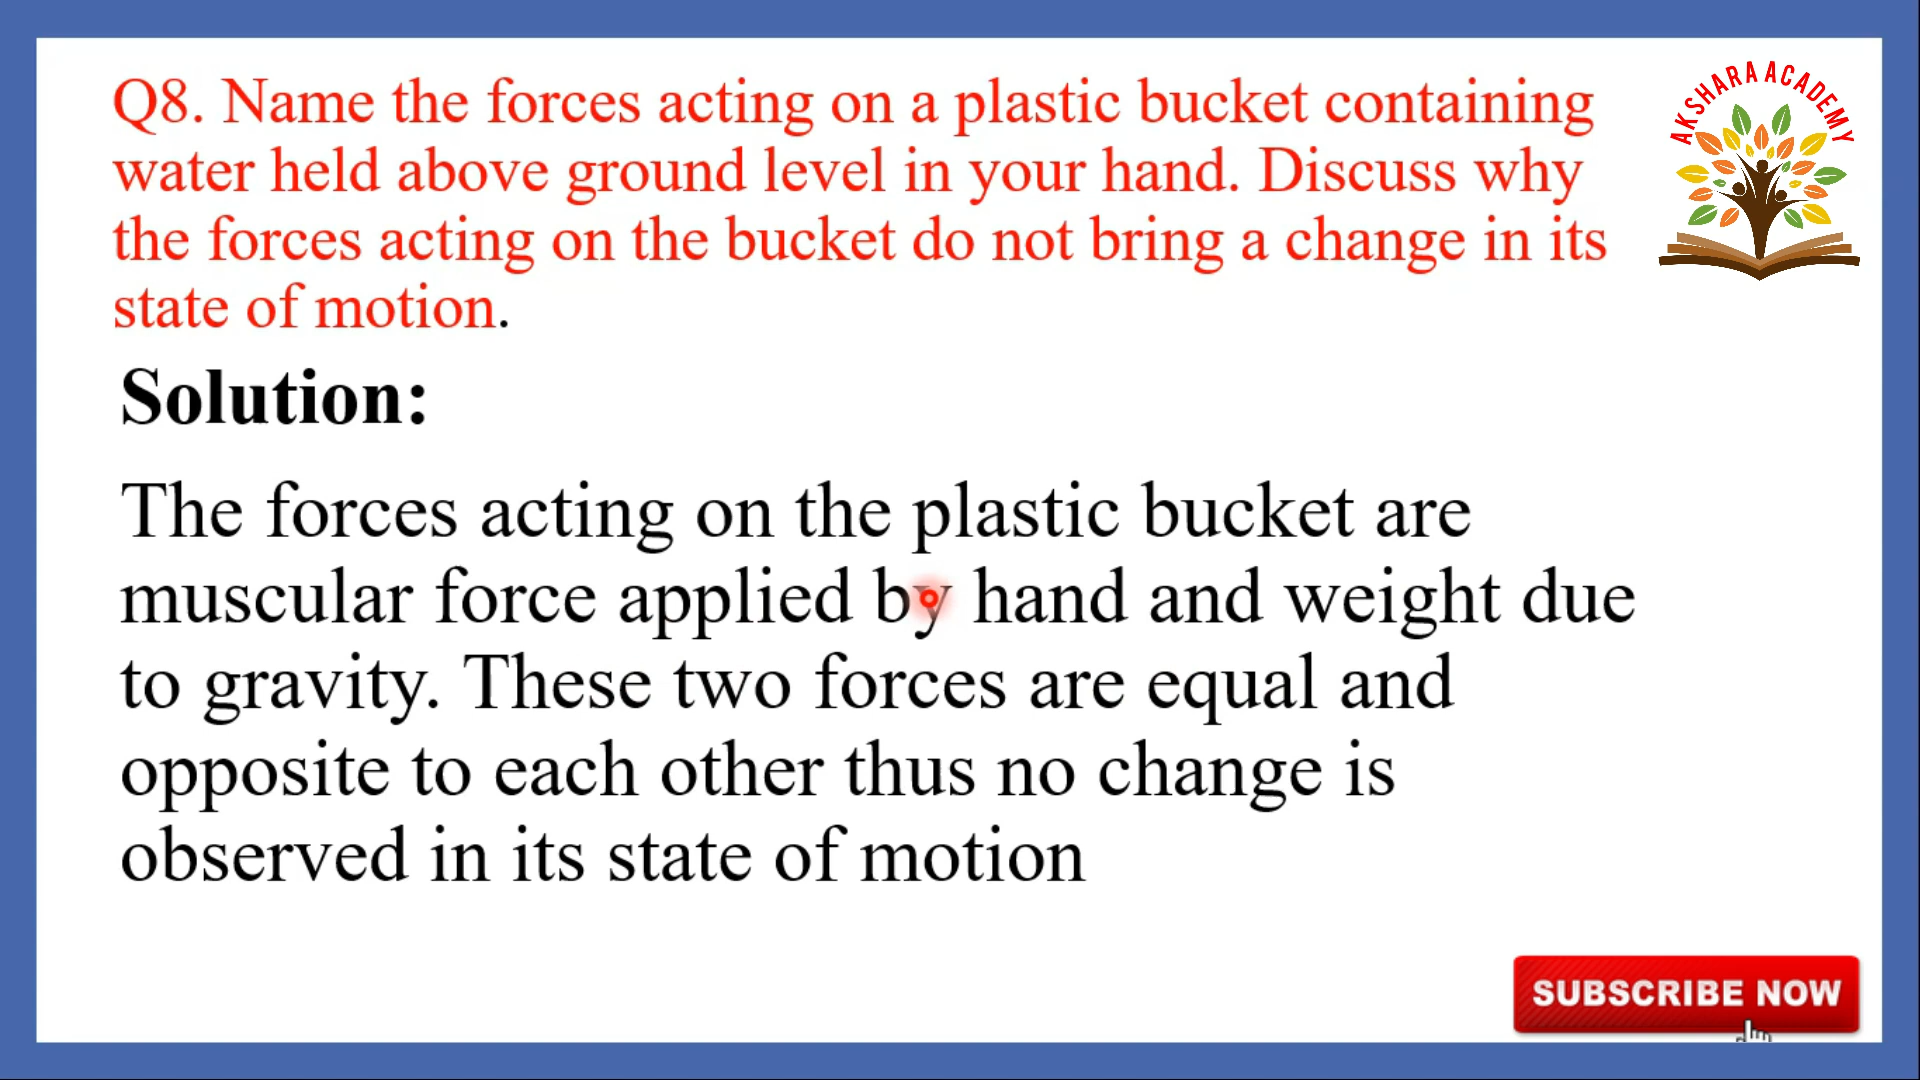 AKSHARA ACADEMY
Q8. Name the forces acting on a plastic bucket containing
water held above ground level in your hand. Discuss why
the forces acting on the bucket do not bring a change in its
state of motion.
Solution:
The forces acting on the plastic bucket are
muscular force applied by hand and weight due
to gravity. These two forces are equal and
opposite to each other thus no change is
observed in its state of motion
SUBSCRIBE NOW